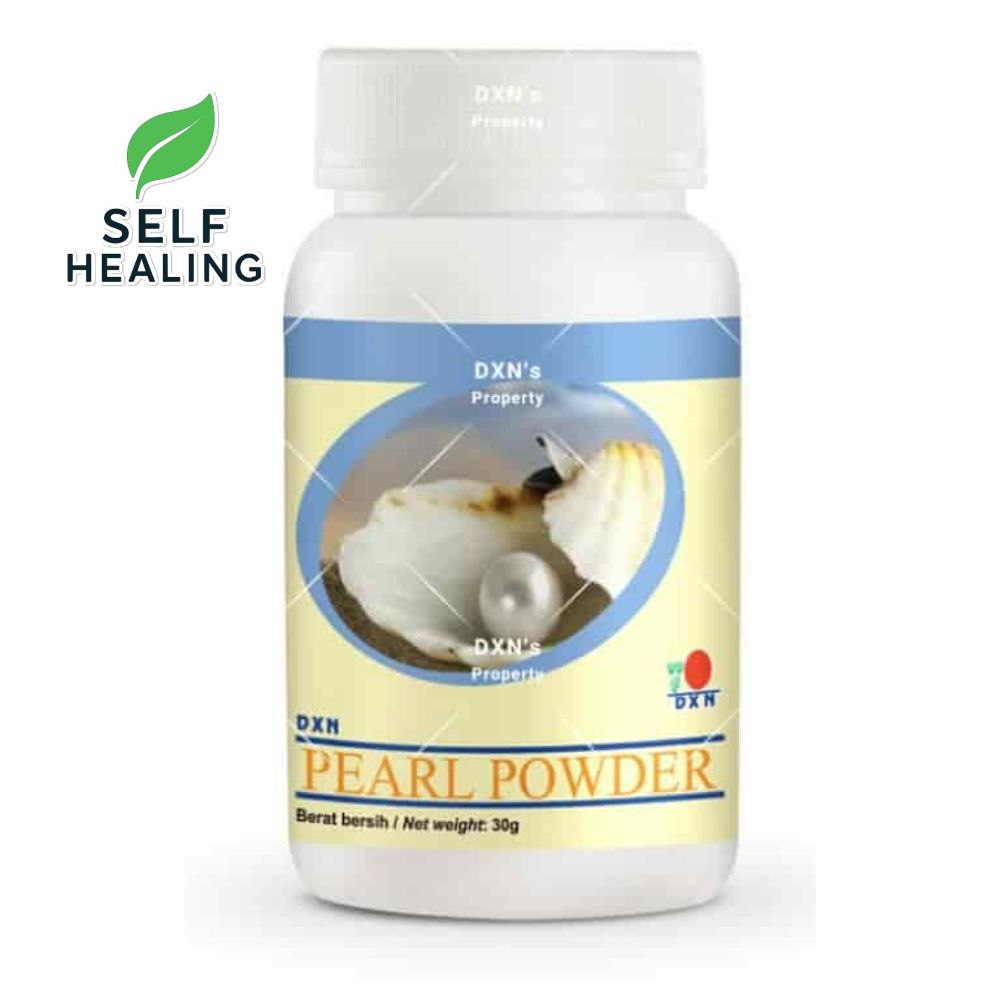 SELF
HEALING
DXN's
Property
DXN's
Property
DXN's
Property
DXN
DXN
PEARL POWDER
Berat bersih / Net weight: 30g